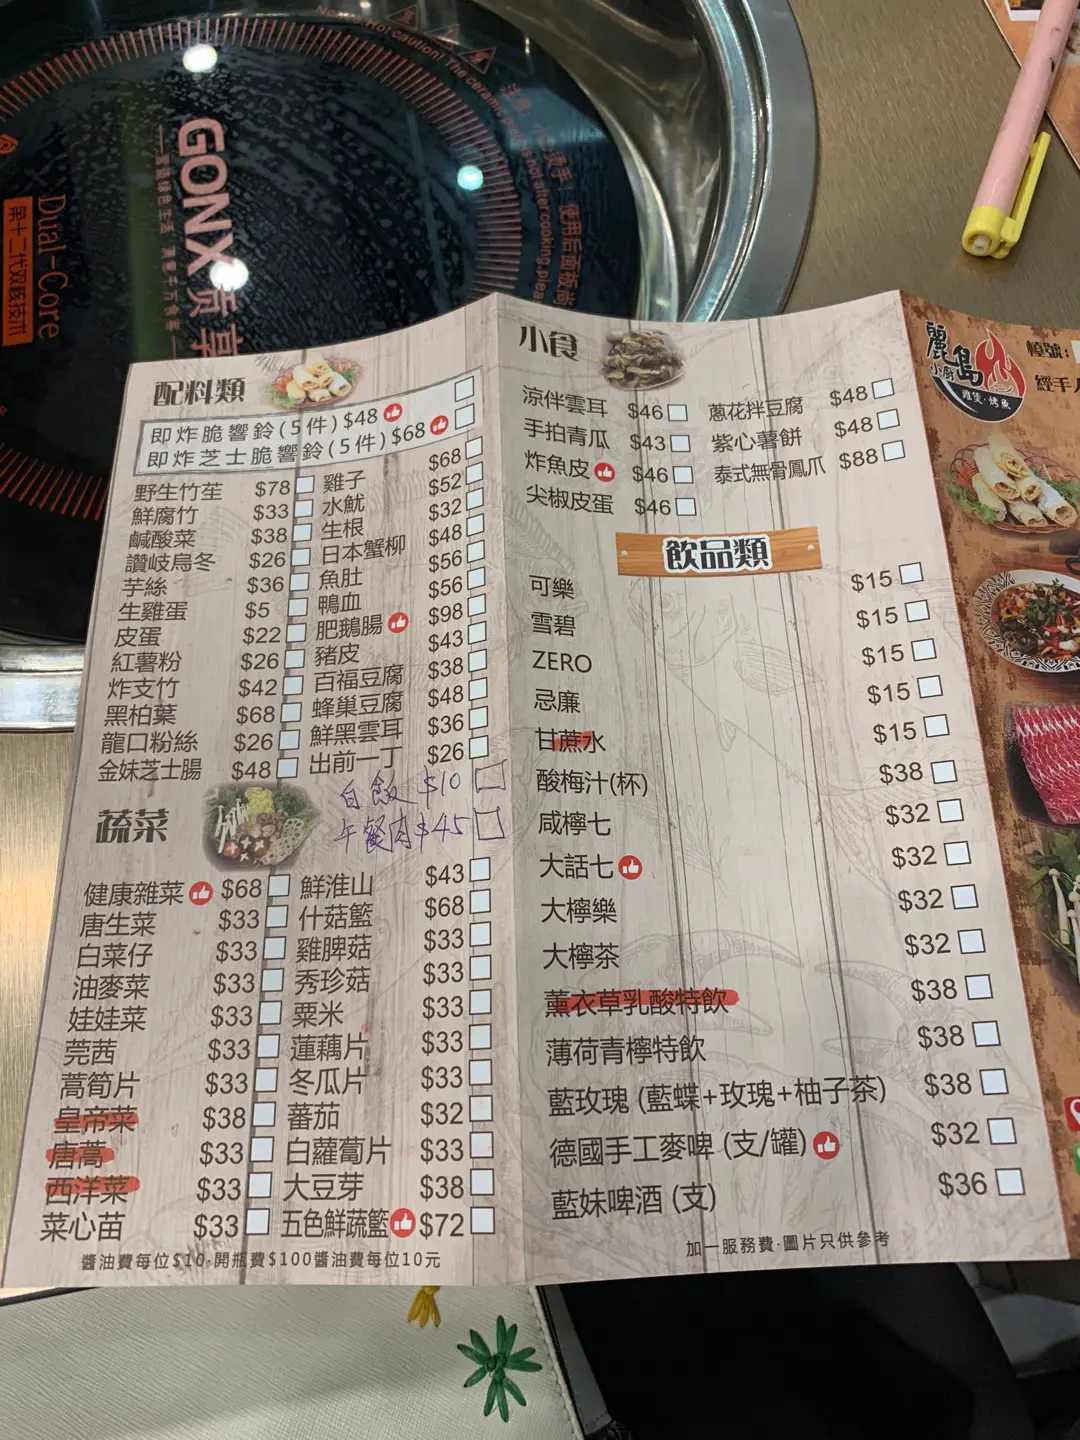 GONX 贡享
Dual-Core
第十二代双核技术
配料類
即炸脆響鈴(5件) $48
即炸芝士脆響鈴(5件) $68
野生竹笙 $78 雞子 $68
鮮腐竹 $33 水魷 $52
鹹酸菜 $38 生根 $32
讚岐烏冬 $26 日本蟹柳 $48
芋絲 $36 魚肚 $56
生雞蛋 $5 鴨血 $56
皮蛋 $22 肥鵝腸 $98
紅薯粉 $26 豬皮 $43
炸支竹 $42 百福豆腐 $38
黑柏葉 $68 蜂巢豆腐 $48
龍口粉絲 $26 鮮黑雲耳 $36
金妹芝士腸 $48 出前一丁 $26
白飯 $10
午餐肉 $45
蔬菜
健康雜菜 $68 鮮淮山 $43
唐生菜 $33 什菇籃 $68
白菜仔 $33 雞脾菇 $33
油麥菜 $33 秀珍菇 $33
娃娃菜 $33 粟米 $33
莞茜 $33 蓮藕片 $33
萵筍片 $33 冬瓜片 $33
皇帝菜 $38 蕃茄 $32
唐蒿 $33 白蘿蔔片 $33
西洋菜 $33 大豆芽 $38
菜心苗 $33 五色鮮蔬籃 $72
醬油費每位$10·開瓶費$100醬油費每位10元
小食
涼伴雲耳 $46 蔥花拌豆腐 $48
手拍青瓜 $43 紫心薯餅 $48
炸魚皮 $46 泰式無骨鳳爪 $88
尖椒皮蛋 $46
飲品類
可樂 $15
雪碧 $15
ZERO $15
忌廉 $15
甘蔗水 $15
酸梅汁(杯) $38
咸檸七 $32
大話七 $32
大檸樂 $32
大檸茶 $32
薰衣草乳酸特飲 $38
薄荷青檸特飲 $38
藍玫瑰 (藍蝶+玫瑰+柚子茶) $38
德國手工麥啤 (支/罐) $32
藍妹啤酒 (支) $36
加一服務費·圖片只供參考
麗島
小廚
雞煲·烤魚
檯號:
經手人